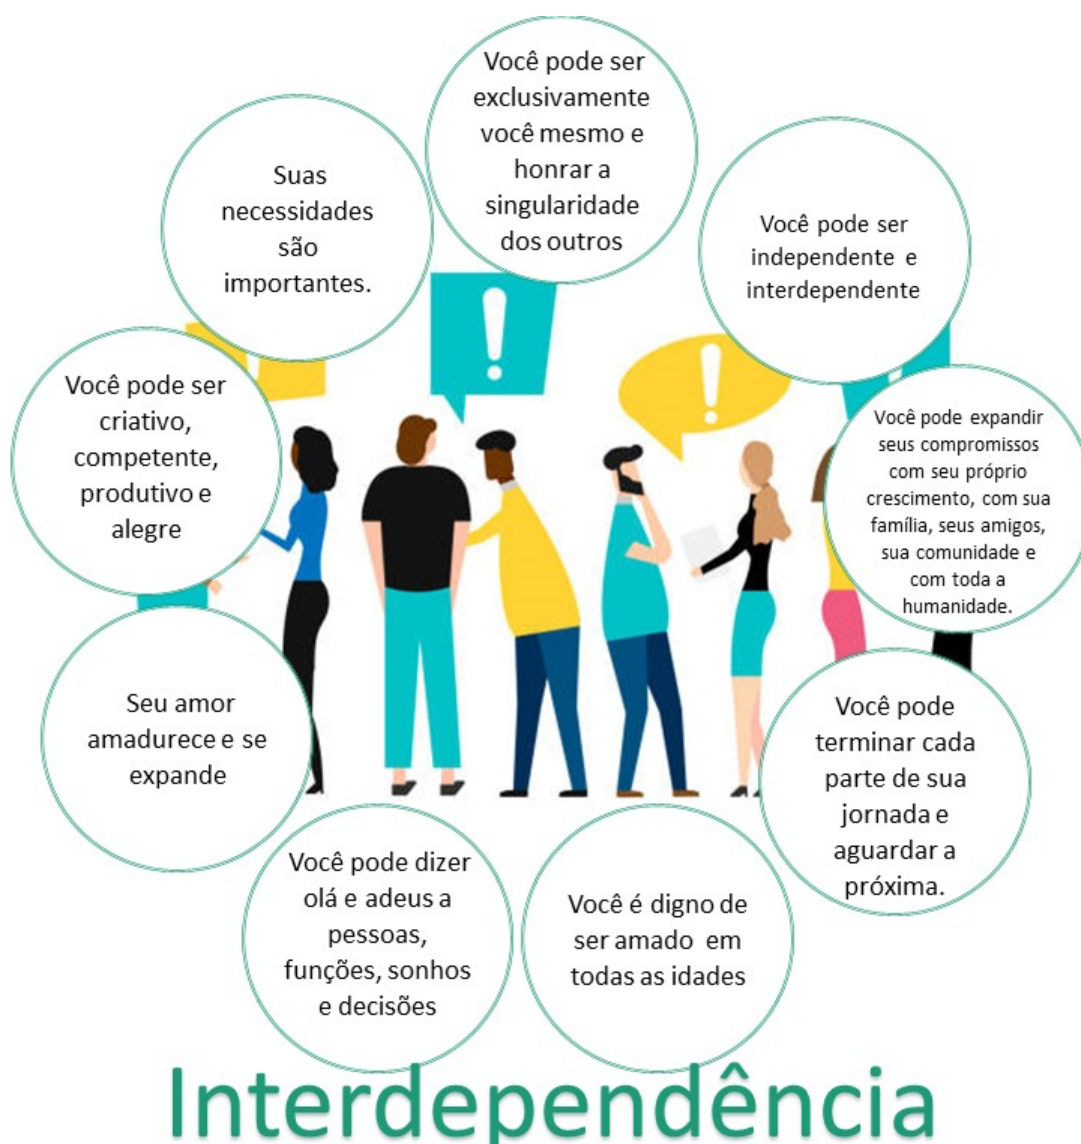 Você pode ser
exclusivamente
você mesmo e
honrar a
singularidade
dos outros
Suas
necessidades
são
importantes.
Você pode ser
independente e
interdependente
Você pode ser
criativo,
competente,
produtivo e
alegre
Você pode expandir
seus compromissos
com seu próprio
crescimento, com sua
família, seus amigos,
sua comunidade e
com toda a
humanidade.
Seu amor
amadurece e se
expande
Você pode
terminar cada
parte de sua
jornada e
aguardar a
próxima.
Você pode dizer
olá e adeus a
pessoas,
funções, sonhos
e decisões
Você é digno de
ser amado em
todas as idades
Interdependência